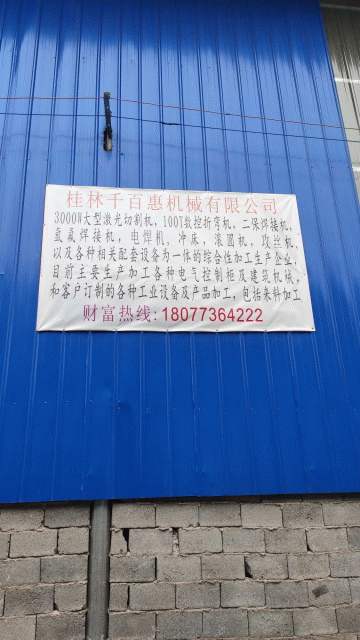 桂林千百惠机械有限公司
3000W大型激光切割机，100T数控折弯机，二保焊接机，
氩氟焊接机，电焊机，冲床，滚圆机，攻丝机，
以及各种相关配套设备为一体的综合性加工生产企业，
目前主要生产加工各种电气控制柜及建筑机械，
和客户订制的各种工业设备及产品加工，包括来料加工
财富热线：18077364222